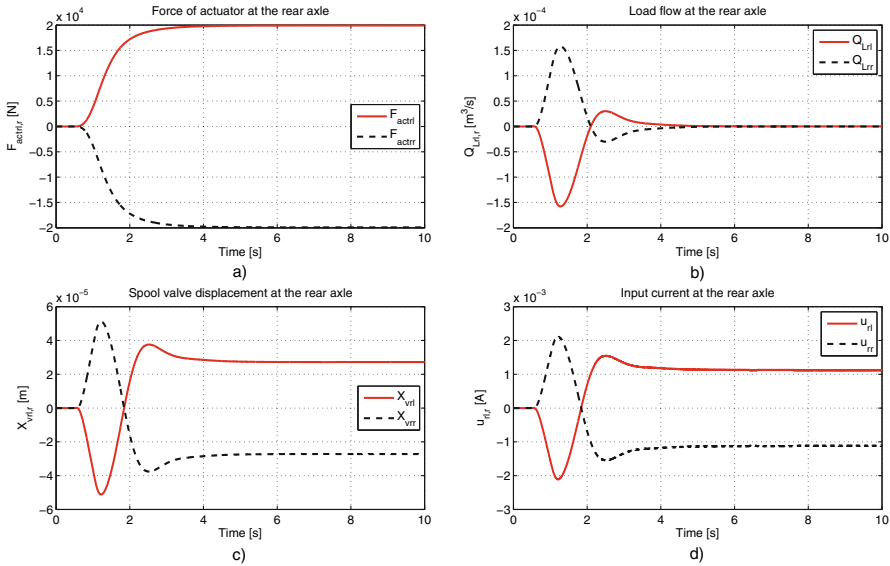 Force of actuator at the rear axle
x 10⁴
2
1.5
1
0.5
0
−0.5
−1
−1.5
−2
F_actrl,r [N]
F_actrl
F_actrr
0 2 4 6 8 10
Time [s]
a)
Load flow at the rear axle
x 10⁻⁴
2
1.5
1
0.5
0
−0.5
−1
−1.5
−2
Q_Lrl,r [m³/s]
Q_Lrl
Q_Lrr
0 2 4 6 8 10
Time [s]
b)
Spool valve displacement at the rear axle
x 10⁻⁵
6
4
2
0
−2
−4
−6
X_vrl,r [m]
X_vrl
X_vrr
0 2 4 6 8 10
Time [s]
c)
Input current at the rear axle
x 10⁻³
3
2
1
0
−1
−2
−3
u_rl,r [A]
u_rl
u_rr
0 2 4 6 8 10
Time [s]
d)